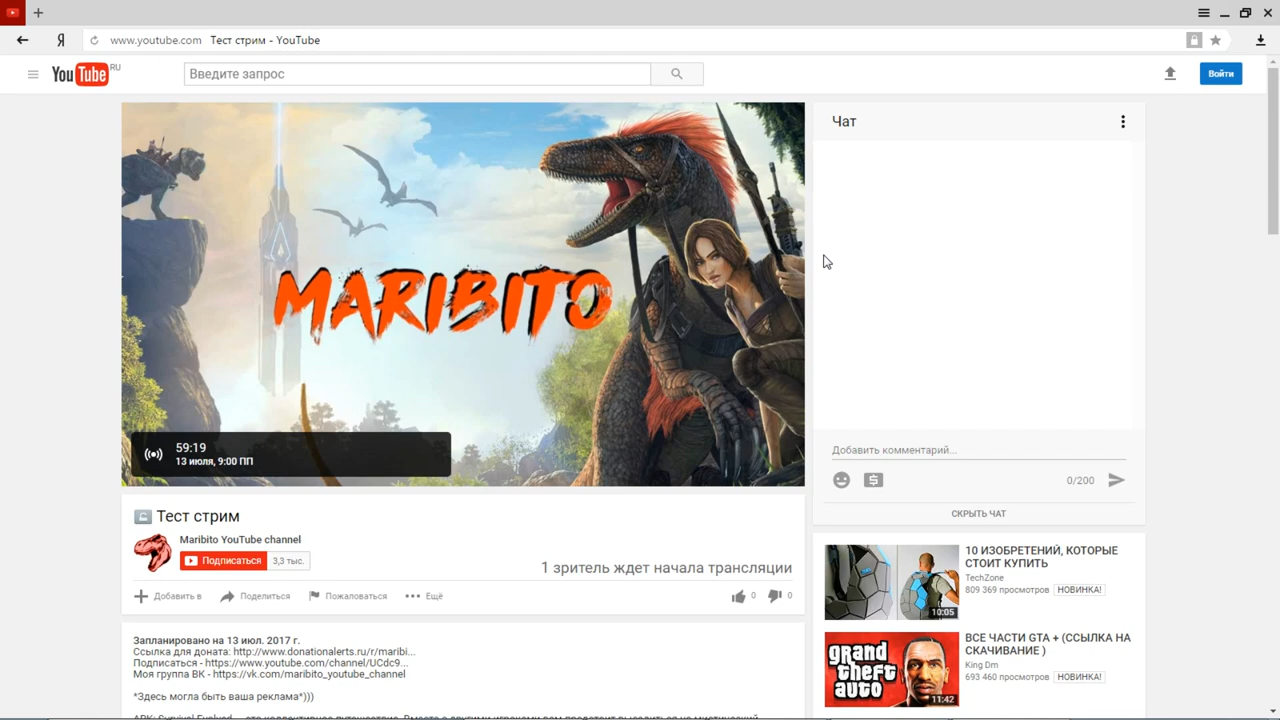 www.youtube.com Тест стрим - YouTube
YouTube RU
Введите запрос
Войти
MARIBITO
59:19
13 июля, 9:00 ПП
Чат
Добавить комментарий...
0/200
СКРЫТЬ ЧАТ
Тест стрим
Maribito YouTube channel
Подписаться 3,3 тыс.
1 зритель ждет начала трансляции
Добавить в Поделиться Пожаловаться Ещё
0 0
Запланировано на 13 июл. 2017 г.
Ссылка для доната: http://www.donationalerts.ru/r/maribi...
Подписаться - https://www.youtube.com/channel/UCdc9...
Моя группа ВК - https://vk.com/maribito_youtube_channel
*Здесь могла быть ваша реклама*)))
10:05
10 ИЗОБРЕТЕНИЙ, КОТОРЫЕ
СТОИТ КУПИТЬ
TechZone
809 369 просмотров НОВИНКА!
grand
theft
auto
11:42
ВСЕ ЧАСТИ GTA + (ССЫЛКА НА
СКАЧИВАНИЕ )
King Dm
693 460 просмотров НОВИНКА!